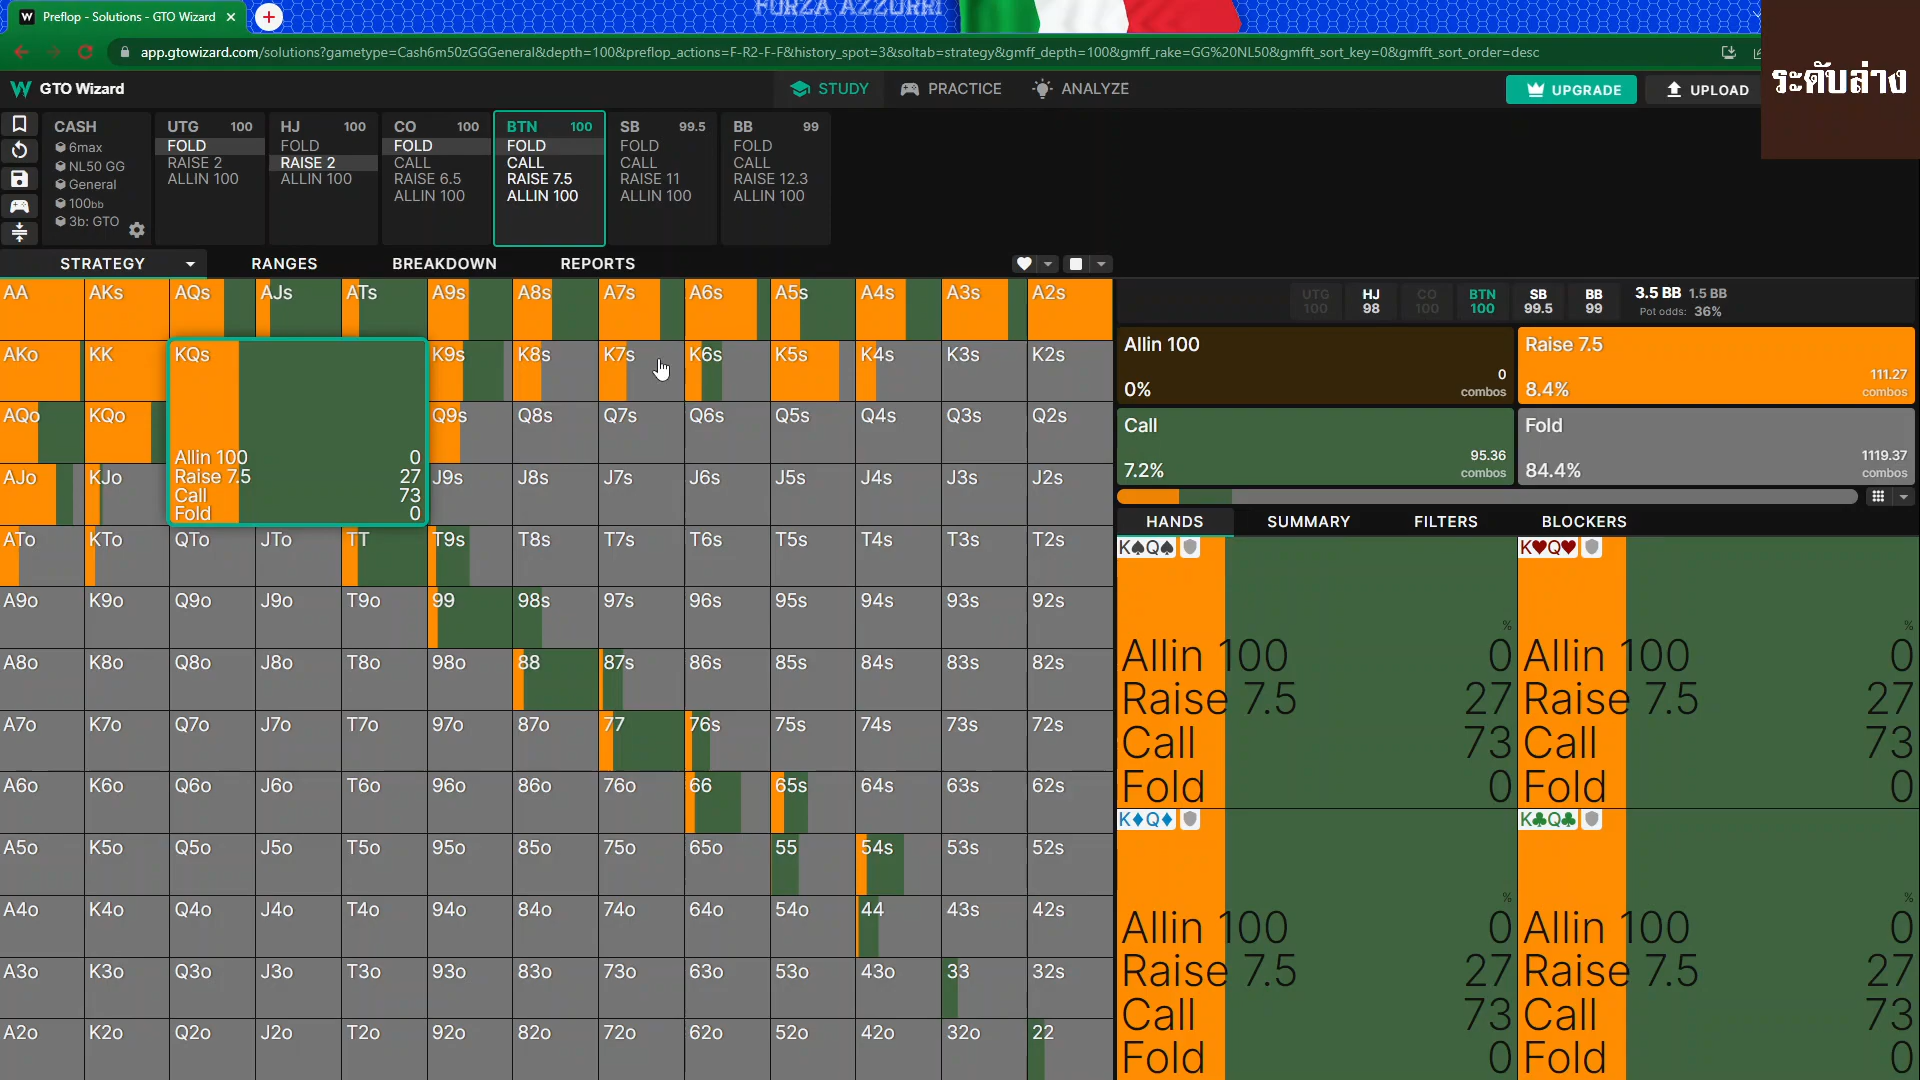 FORZA AZZURRI
Preflop - Solutions - GTO Wizard
app.gtowizard.com/solutions?gametype=Cash6m50zGGGeneral&depth=100&preflop_actions=F-R2-F-F&history_spot=3&soltab=strategy&gmff_depth=100&gmff_rake=GG%20NL50&gmfft_sort_key=0&gmfft_sort_order=desc
ระดับล่าง
GTO Wizard
STUDY
PRACTICE
ANALYZE
UPGRADE
UPLOAD
CASH
6max
NL50 GG
General
100bb
3b: GTO
UTG 100
FOLD
RAISE 2
ALLIN 100
HJ 100
FOLD
RAISE 2
ALLIN 100
CO 100
FOLD
CALL
RAISE 6.5
ALLIN 100
BTN 100
FOLD
CALL
RAISE 7.5
ALLIN 100
SB 99.5
FOLD
CALL
RAISE 11
ALLIN 100
BB 99
FOLD
CALL
RAISE 12.3
ALLIN 100
STRATEGY RANGES BREAKDOWN REPORTS
AA AKs AQs AJs ATs A9s A8s A7s A6s A5s A4s A3s A2s
AKo KK KQs K9s K8s K7s K6s K5s K4s K3s K2s
AQo KQo Q9s Q8s Q7s Q6s Q5s Q4s Q3s Q2s
Allin 100 0
Raise 7.5 27
Call 73
Fold 0
AJo KJo J9s J8s J7s J6s J5s J4s J3s J2s
ATo KTo QTo JTo TT T9s T8s T7s T6s T5s T4s T3s T2s
A9o K9o Q9o J9o T9o 99 98s 97s 96s 95s 94s 93s 92s
A8o K8o Q8o J8o T8o 98o 88 87s 86s 85s 84s 83s 82s
A7o K7o Q7o J7o T7o 97o 87o 77 76s 75s 74s 73s 72s
A6o K6o Q6o J6o T6o 96o 86o 76o 66 65s 64s 63s 62s
A5o K5o Q5o J5o T5o 95o 85o 75o 65o 55 54s 53s 52s
A4o K4o Q4o J4o T4o 94o 84o 74o 64o 54o 44 43s 42s
A3o K3o Q3o J3o T3o 93o 83o 73o 63o 53o 43o 33 32s
A2o K2o Q2o J2o T2o 92o 82o 72o 62o 52o 42o 32o 22
UTG HJ CO BTN SB BB 3.5 BB 1.5 BB
100 98 100 100 99.5 99 Pot odds: 36%
Allin 100
0% 0 combos
Raise 7.5
8.4% 111.27 combos
Call
7.2% 95.36 combos
Fold
84.4% 1119.37 combos
HANDS SUMMARY FILTERS BLOCKERS
K♠Q♠
%
Allin 100 0
Raise 7.5 27
Call 73
Fold 0
K♥Q♥
%
Allin 100 0
Raise 7.5 27
Call 73
Fold 0
K♦Q♦
%
Allin 100 0
Raise 7.5 27
Call 73
Fold 0
K♣Q♣
%
Allin 100 0
Raise 7.5 27
Call 73
Fold 0